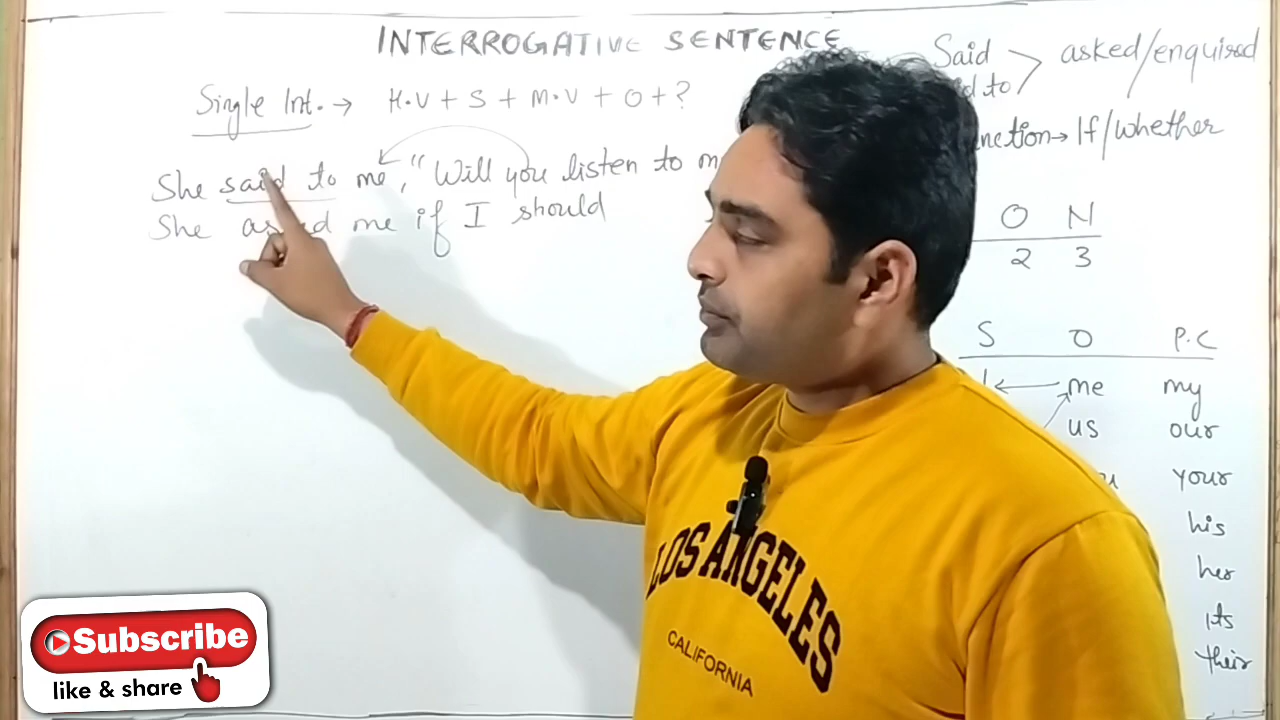 INTERROGATIVE SENTENCE
Single Int. → H.V + S + M.V + O + ?
She said to me, "Will you listen to m
She asked me if I should
Said
d to
> asked/enquired
nction → If/whether
O N
2 3
S O P.C
I ← me my
us our
u your
his
her
Its
their
LOS ANGELES
CALIFORNIA
Subscribe
like & share